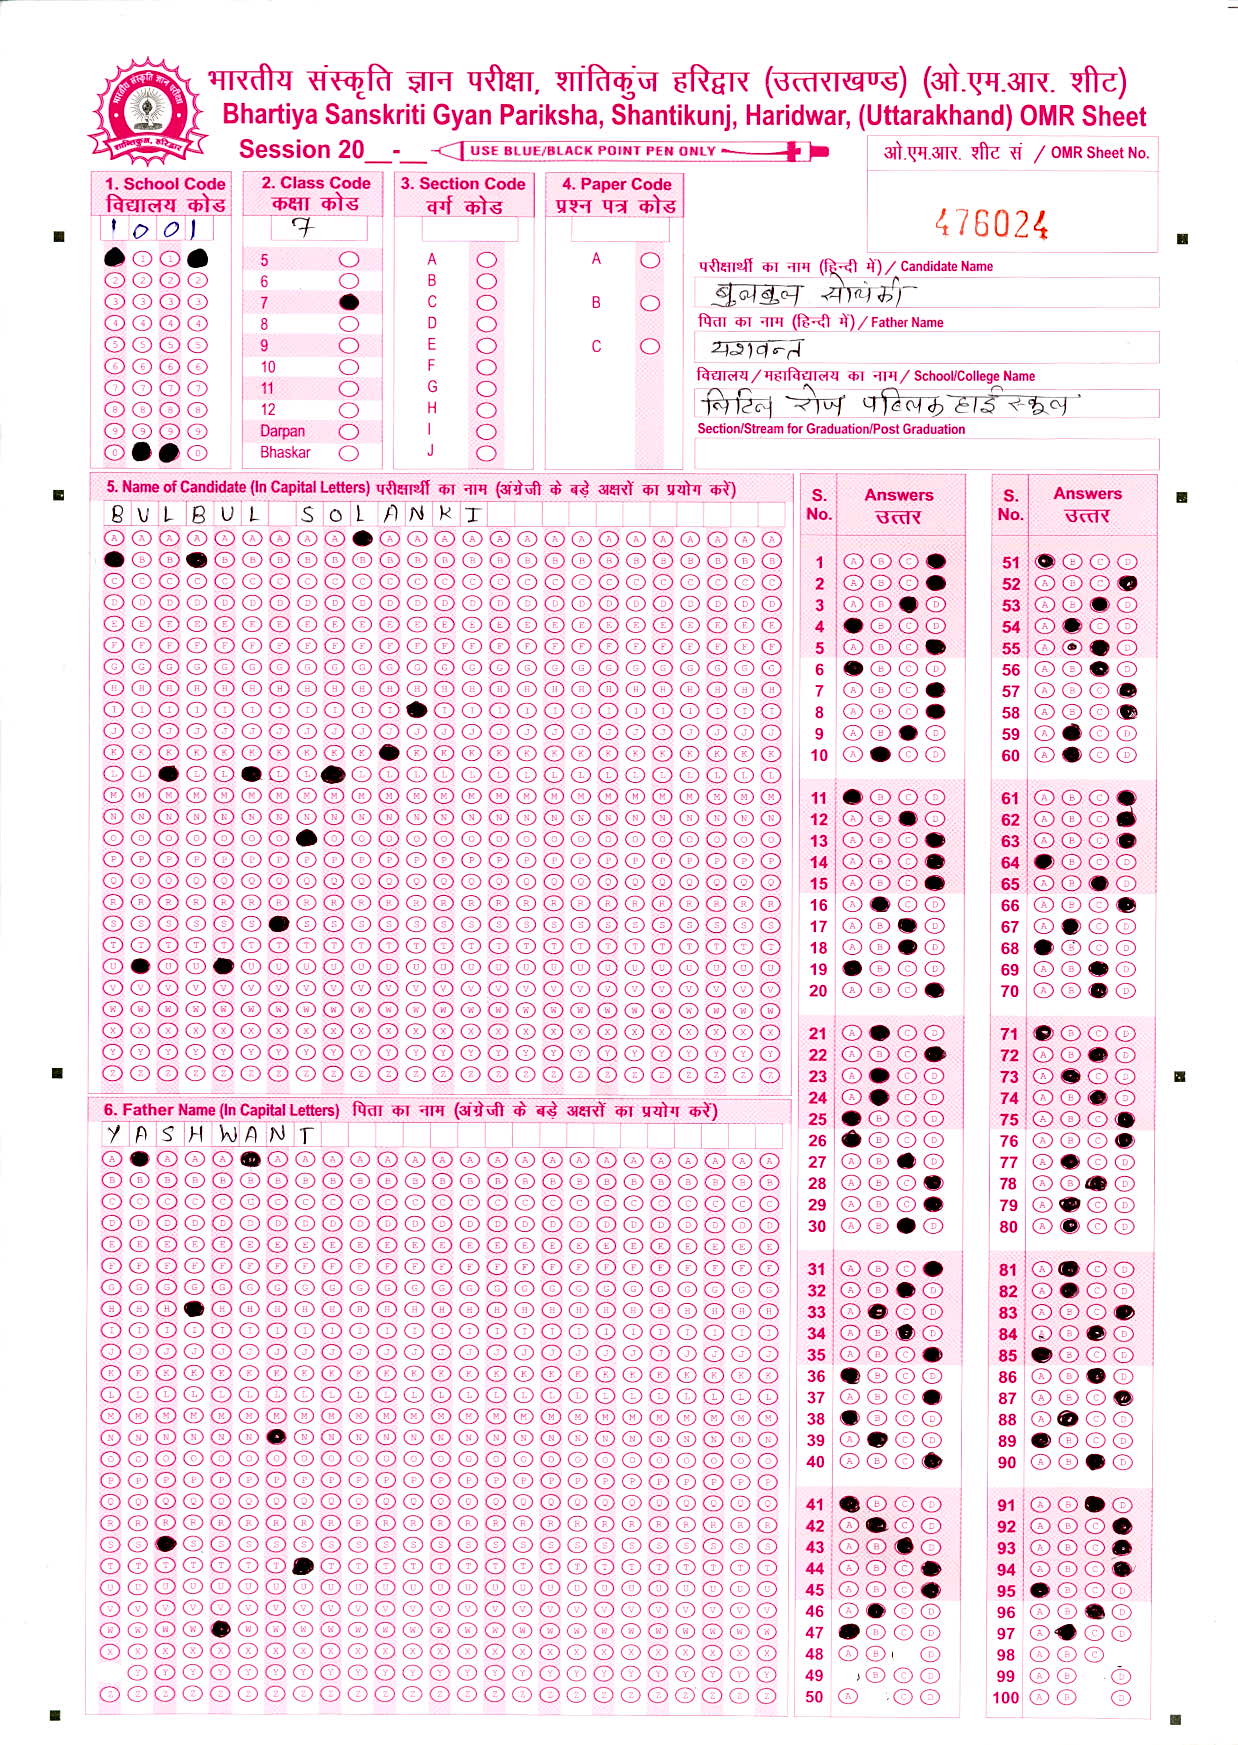 भारतीय संस्कृति ज्ञान परीक्षा, शांतिकुंज हरिद्वार (उत्तराखण्ड) (ओ.एम.आर. शीट)
Bhartiya Sanskriti Gyan Pariksha, Shantikunj, Haridwar, (Uttarakhand) OMR Sheet
Session 20__-__ USE BLUE/BLACK POINT PEN ONLY
ओ.एम.आर. शीट सं / OMR Sheet No.
476024
1. School Code
विद्यालय कोड
1001
2. Class Code
कक्षा कोड
7
5
6
7
8
9
10
11
12
Darpan
Bhaskar
3. Section Code
वर्ग कोड
A
B
C
D
E
F
G
H
I
J
4. Paper Code
प्रश्न पत्र कोड
A
B
C
परीक्षार्थी का नाम (हिन्दी में) / Candidate Name
बुलबुल सोलंकी
पिता का नाम (हिन्दी में) / Father Name
यशवन्त
विद्यालय/महाविद्यालय का नाम / School/College Name
लिटिल रोज पब्लिक हाई स्कूल
Section/Stream for Graduation/Post Graduation
5. Name of Candidate (In Capital Letters) परीक्षार्थी का नाम (अंग्रेजी के बड़े अक्षरों का प्रयोग करें)
BULBUL SOLANKI
6. Father Name (In Capital Letters) पिता का नाम (अंग्रेजी के बड़े अक्षरों का प्रयोग करें)
YASHWANT
S. No. Answers उत्तर
1
2
3
4
5
6
7
8
9
10
11
12
13
14
15
16
17
18
19
20
21
22
23
24
25
26
27
28
29
30
31
32
33
34
35
36
37
38
39
40
41
42
43
44
45
46
47
48
49
50
S. No. Answers उत्तर
51
52
53
54
55
56
57
58
59
60
61
62
63
64
65
66
67
68
69
70
71
72
73
74
75
76
77
78
79
80
81
82
83
84
85
86
87
88
89
90
91
92
93
94
95
96
97
98
99
100